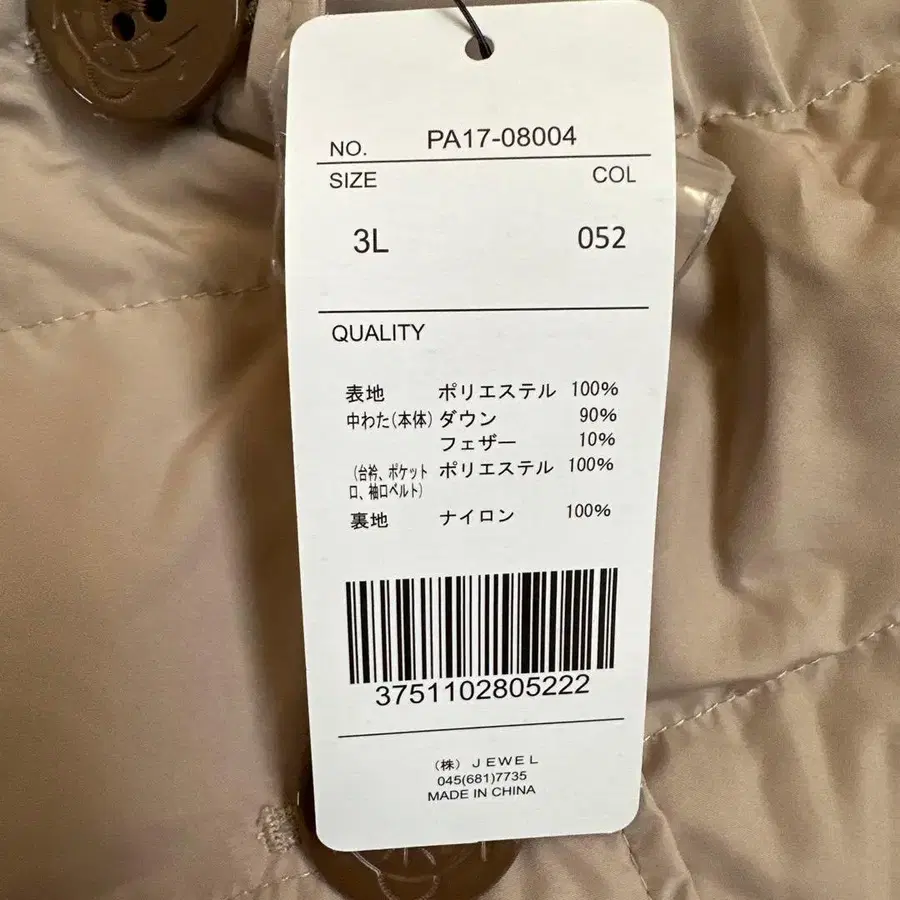 NO. PA17-08004
SIZE COL
3L 052
QUALITY
表地 ポリエステル 100%
中わた(本体) ダウン 90%
フェザー 10%
(台衿、ポケット ポリエステル 100%
口、袖口ベルト)
裏地 ナイロン 100%
3751102805222
(株) JEWEL
045(681)7735
MADE IN CHINA